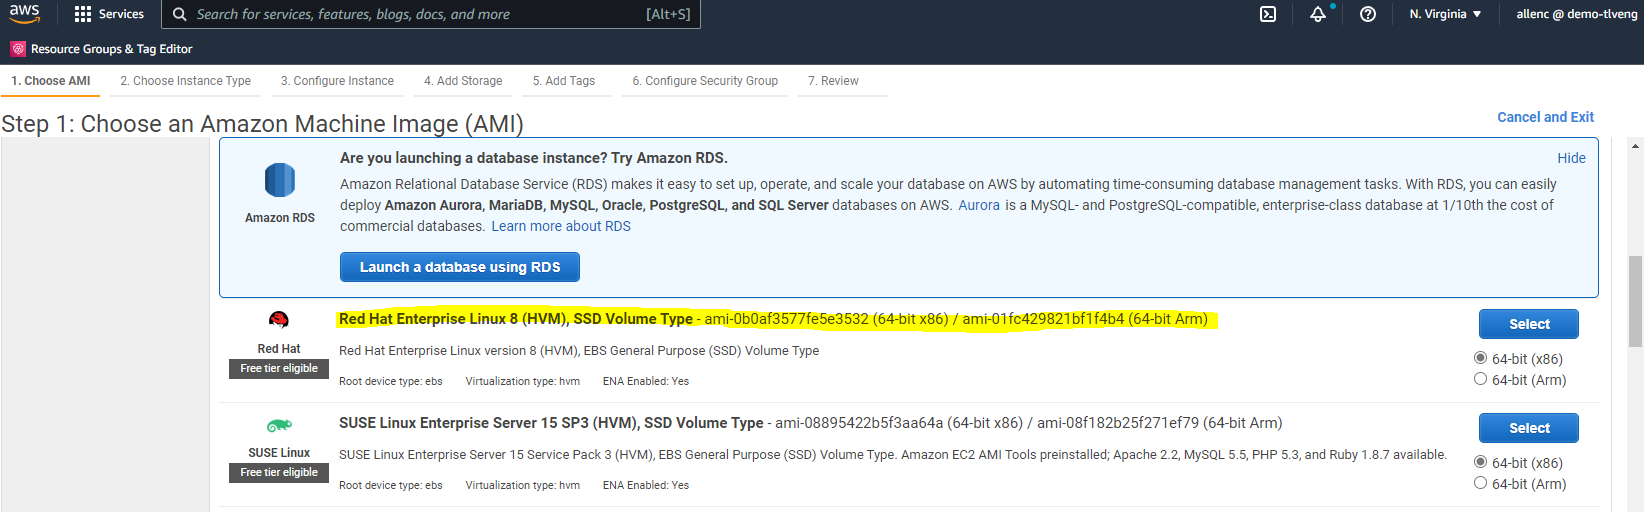 aws
Services
Search for services, features, blogs, docs, and more
[Alt+S]
N. Virginia
allenc @ demo-tlveng
Resource Groups & Tag Editor
1. Choose AMI
2. Choose Instance Type
3. Configure Instance
4. Add Storage
5. Add Tags
6. Configure Security Group
7. Review
Step 1: Choose an Amazon Machine Image (AMI)
Cancel and Exit
Amazon RDS
Are you launching a database instance? Try Amazon RDS.
Hide
Amazon Relational Database Service (RDS) makes it easy to set up, operate, and scale your database on AWS by automating time-consuming database management tasks. With RDS, you can easily
deploy Amazon Aurora, MariaDB, MySQL, Oracle, PostgreSQL, and SQL Server databases on AWS. Aurora is a MySQL- and PostgreSQL-compatible, enterprise-class database at 1/10th the cost of
commercial databases. Learn more about RDS
Launch a database using RDS
Red Hat
Free tier eligible
Red Hat Enterprise Linux 8 (HVM), SSD Volume Type - ami-0b0af3577fe5e3532 (64-bit x86) / ami-01fc429821bf1f4b4 (64-bit Arm)
Red Hat Enterprise Linux version 8 (HVM), EBS General Purpose (SSD) Volume Type
Root device type: ebs Virtualization type: hvm ENA Enabled: Yes
Select
64-bit (x86)
64-bit (Arm)
SUSE Linux
Free tier eligible
SUSE Linux Enterprise Server 15 SP3 (HVM), SSD Volume Type - ami-08895422b5f3aa64a (64-bit x86) / ami-08f182b25f271ef79 (64-bit Arm)
SUSE Linux Enterprise Server 15 Service Pack 3 (HVM), EBS General Purpose (SSD) Volume Type. Amazon EC2 AMI Tools preinstalled; Apache 2.2, MySQL 5.5, PHP 5.3, and Ruby 1.8.7 available.
Root device type: ebs Virtualization type: hvm ENA Enabled: Yes
Select
64-bit (x86)
64-bit (Arm)